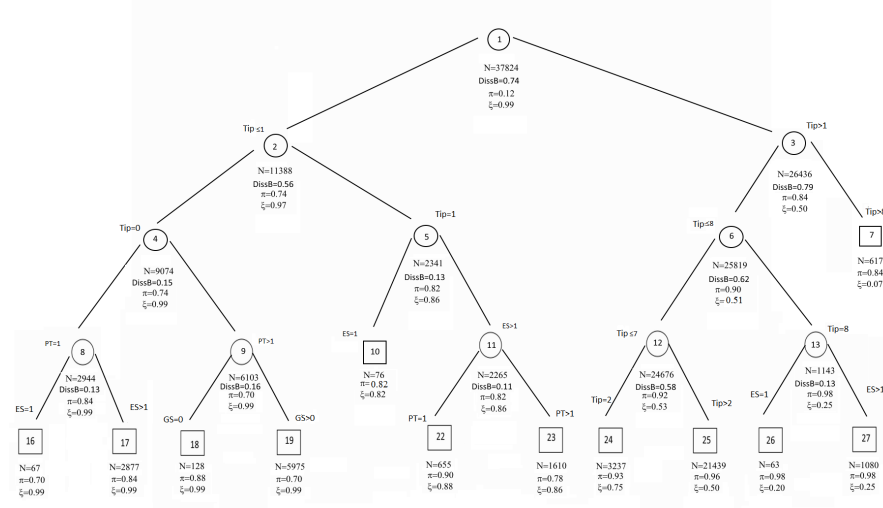 1
N=37824
DissB=0.74
π=0.12
ξ=0.99
Tip ≤1
2
N=11388
DissB=0.56
π=0.74
ξ=0.97
Tip>1
3
N=26436
DissB=0.79
π=0.84
ξ=0.50
Tip=0
4
N=9074
DissB=0.15
π=0.74
ξ=0.99
Tip=1
5
N=2341
DissB=0.13
π=0.82
ξ=0.86
Tip≤8
6
N=25819
DissB=0.62
π=0.90
ξ= 0.51
7
N=617
π=0.84
ξ=0.07
PT=1
8
N=2944
DissB=0.13
π=0.84
ξ=0.99
PT>1
9
N=6103
DissB=0.16
π=0.70
ξ=0.99
ES=1
10
N=76
π= 0.82
ξ=0.82
ES>1
11
N=2265
DissB=0.11
π=0.82
ξ=0.86
Tip ≤7
12
N=24676
DissB=0.58
π=0.92
ξ=0.53
Tip=8
13
N=1143
DissB=0.13
π=0.98
ξ=0.25
ES=1
16
N=67
π=0.70
ξ=0.99
ES>1
17
N=2877
π=0.84
ξ=0.99
GS=0
18
N=128
π=0.88
ξ=0.99
GS>0
19
N=5975
π=0.70
ξ=0.99
PT=1
22
N=655
π=0.90
ξ=0.88
PT>1
23
N=1610
π=0.78
ξ=0.86
Tip=2
24
N=3237
π=0.93
ξ=0.75
Tip>2
25
N=21439
π=0.96
ξ=0.50
ES=1
26
N=63
π=0.98
ξ=0.20
ES>1
27
N=1080
π=0.98
ξ=0.25